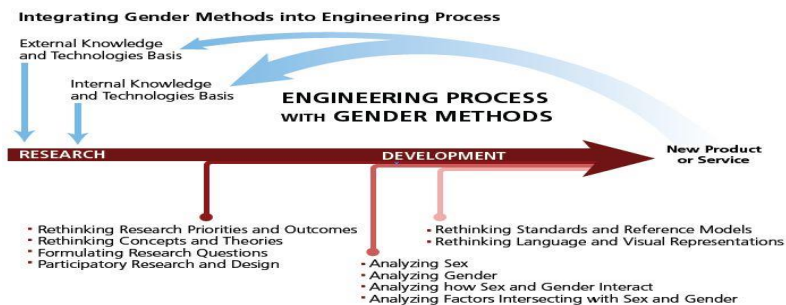 Integrating Gender Methods into Engineering Process
External Knowledge
and Technologies Basis
Internal Knowledge
and Technologies Basis
ENGINEERING PROCESS
WITH GENDER METHODS
RESEARCH
DEVELOPMENT
New Product
or Service
▪ Rethinking Research Priorities and Outcomes
▪ Rethinking Concepts and Theories
▪ Formulating Research Questions
▪ Participatory Research and Design
▪ Analyzing Sex
▪ Analyzing Gender
▪ Analyzing how Sex and Gender Interact
▪ Analyzing Factors Intersecting with Sex and Gender
▪ Rethinking Standards and Reference Models
▪ Rethinking Language and Visual Representations